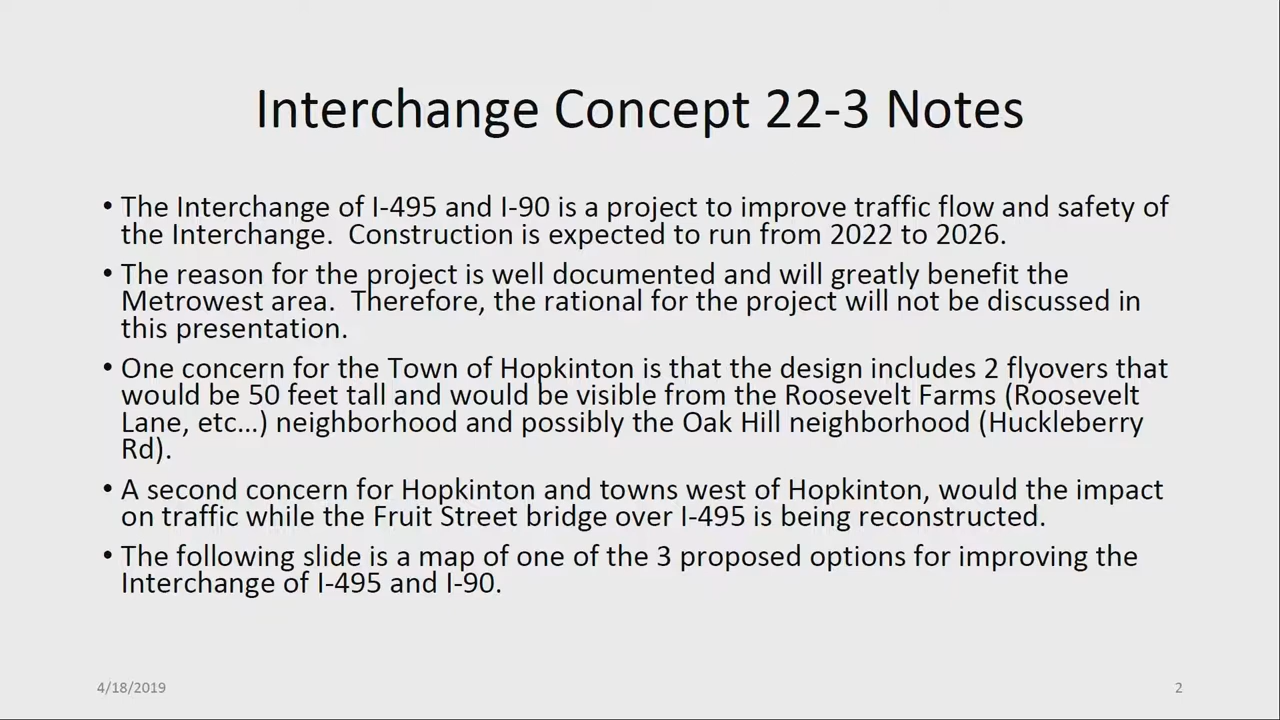 Interchange Concept 22-3 Notes
• The Interchange of I-495 and I-90 is a project to improve traffic flow and safety of
the Interchange.  Construction is expected to run from 2022 to 2026.
• The reason for the project is well documented and will greatly benefit the
Metrowest area.  Therefore, the rational for the project will not be discussed in
this presentation.
• One concern for the Town of Hopkinton is that the design includes 2 flyovers that
would be 50 feet tall and would be visible from the Roosevelt Farms (Roosevelt
Lane, etc…) neighborhood and possibly the Oak Hill neighborhood (Huckleberry
Rd).
• A second concern for Hopkinton and towns west of Hopkinton, would the impact
on traffic while the Fruit Street bridge over I-495 is being reconstructed.
• The following slide is a map of one of the 3 proposed options for improving the
Interchange of I-495 and I-90.
4/18/2019
2